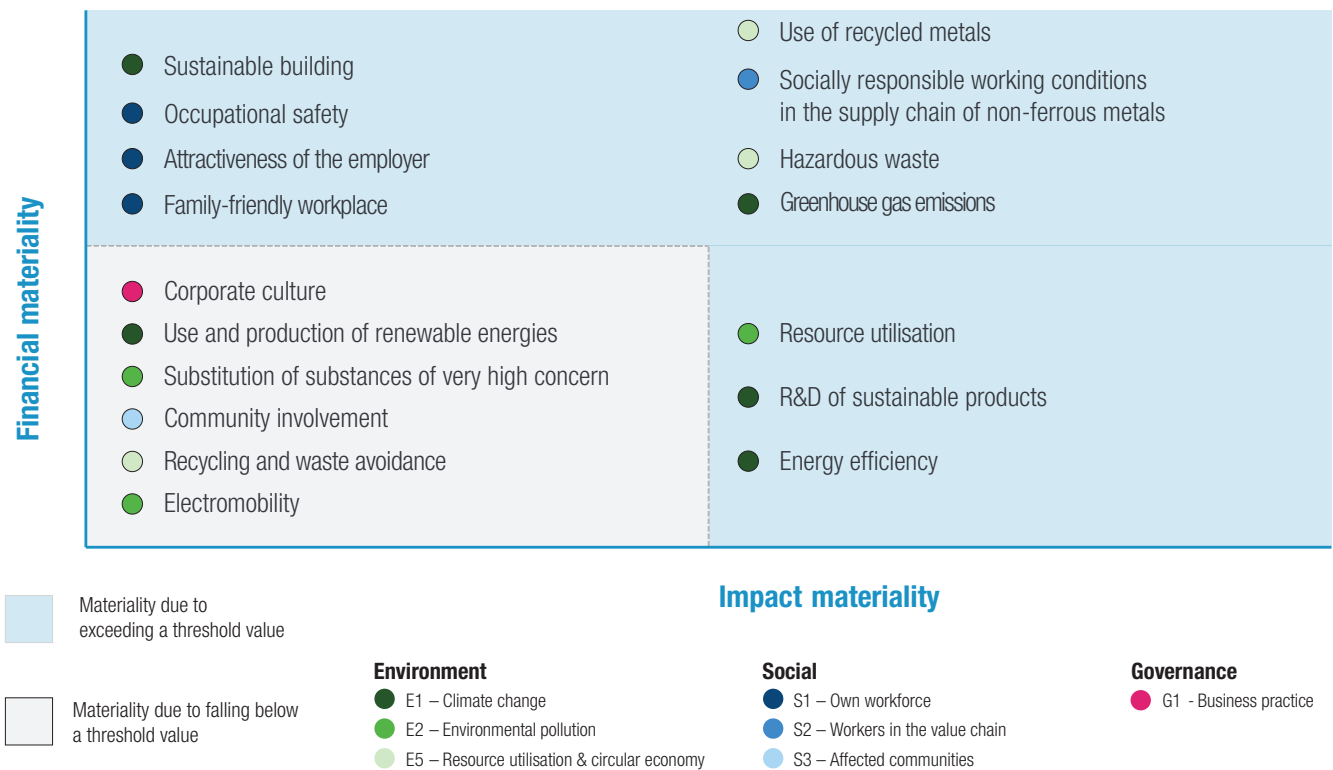 Financial materiality
Sustainable building
Occupational safety
Attractiveness of the employer
Family-friendly workplace
Use of recycled metals
Socially responsible working conditions
in the supply chain of non-ferrous metals
Hazardous waste
Greenhouse gas emissions
Corporate culture
Use and production of renewable energies
Substitution of substances of very high concern
Community involvement
Recycling and waste avoidance
Electromobility
Resource utilisation
R&D of sustainable products
Energy efficiency
Impact materiality
Materiality due to
exceeding a threshold value
Materiality due to falling below
a threshold value
Environment
E1 – Climate change
E2 – Environmental pollution
E5 – Resource utilisation & circular economy
Social
S1 – Own workforce
S2 – Workers in the value chain
S3 – Affected communities
Governance
G1 - Business practice